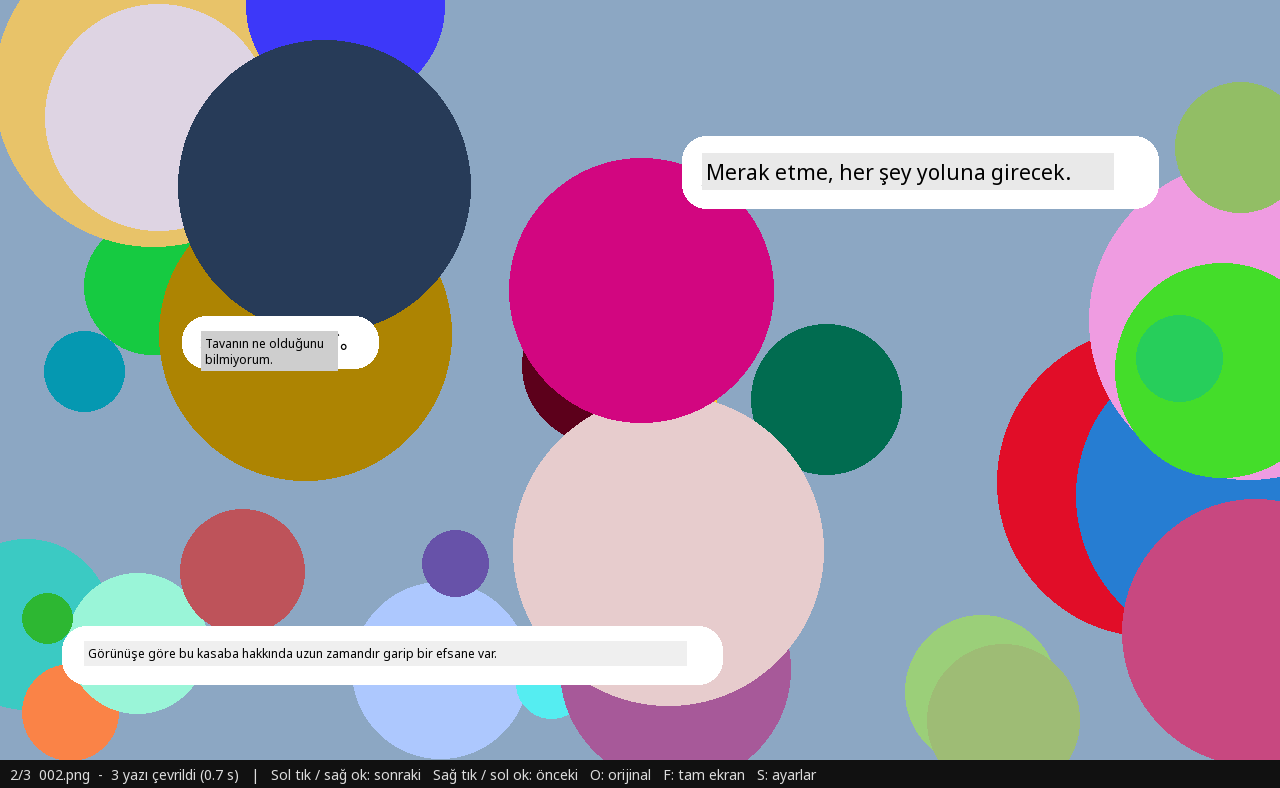 Merak etme, her şey yoluna girecek.
Tavanın ne olduğunu
bilmiyorum.
Görünüşe göre bu kasaba hakkında uzun zamandır garip bir efsane var.
2/3 002.png - 3 yazı çevrildi (0.7 s) | Sol tık / sağ ok: sonraki Sağ tık / sol ok: önceki O: orijinal F: tam ekran S: ayarlar